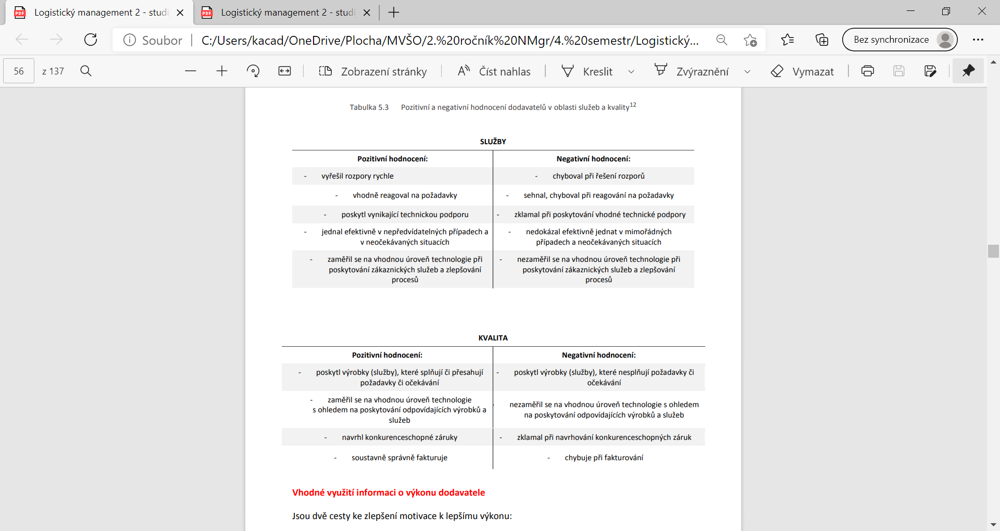 Logistický management 2 - studi
Logistický management 2 - studi
Soubor
C:/Users/kacad/OneDrive/Plocha/MVŠO/2.%20ročník%20NMgr/4.%20semestr/Logistický...
Bez synchronizace
56 z 137
Zobrazení stránky
Číst nahlas
Kreslit
Zvýraznění
Vymazat
Tabulka 5.3 Pozitivní a negativní hodnocení dodavatelů v oblasti služeb a kvality12
SLUŽBY
Pozitivní hodnocení:
Negativní hodnocení:
- vyřešil rozpory rychle
- chyboval při řešení rozporů
- vhodně reagoval na požadavky
- sehnal, chyboval při reagování na požadavky
- poskytl vynikající technickou podporu
- zklamal při poskytování vhodné technické podpory
- jednal efektivně v nepředvídatelných případech a
v neočekávaných situacích
- nedokázal efektivně jednat v mimořádných
případech a neočekávaných situacích
- zaměřil se na vhodnou úroveň technologie při
poskytování zákaznických služeb a zlepšování
procesů
- nezaměřil se na vhodnou úroveň technologie při
poskytování zákaznických služeb a zlepšování
procesů
KVALITA
Pozitivní hodnocení:
Negativní hodnocení:
- poskytl výrobky (služby), které splňují či přesahují
požadavky či očekávání
- poskytl výrobky (služby), které nesplňují požadavky či
očekávání
- zaměřil se na vhodnou úroveň technologie
s ohledem na poskytování odpovídajících výrobků a
služeb
- nezaměřil se na vhodnou úroveň technologie s ohledem
na poskytování odpovídajících výrobků a služeb
- navrhl konkurenceschopné záruky
- zklamal při navrhování konkurenceschopných záruk
- soustavně správně fakturuje
- chybuje při fakturování
Vhodné využití informaci o výkonu dodavatele
Jsou dvě cesty ke zlepšení motivace k lepšímu výkonu: